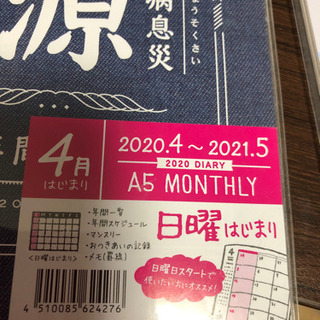 源
病息災
うそくさい
年間
4月
はじまり
2020.4〜2021.5
2020 DIARY
A5 MONTHLY
・年間一覧
・年間スケジュール
・マンスリー
・おつきあいの記録
・メモ【罫線】
<日曜はじまり>
日曜はじまり
日曜日スタートで
使いたい方にオススメ!
4 510085 624276